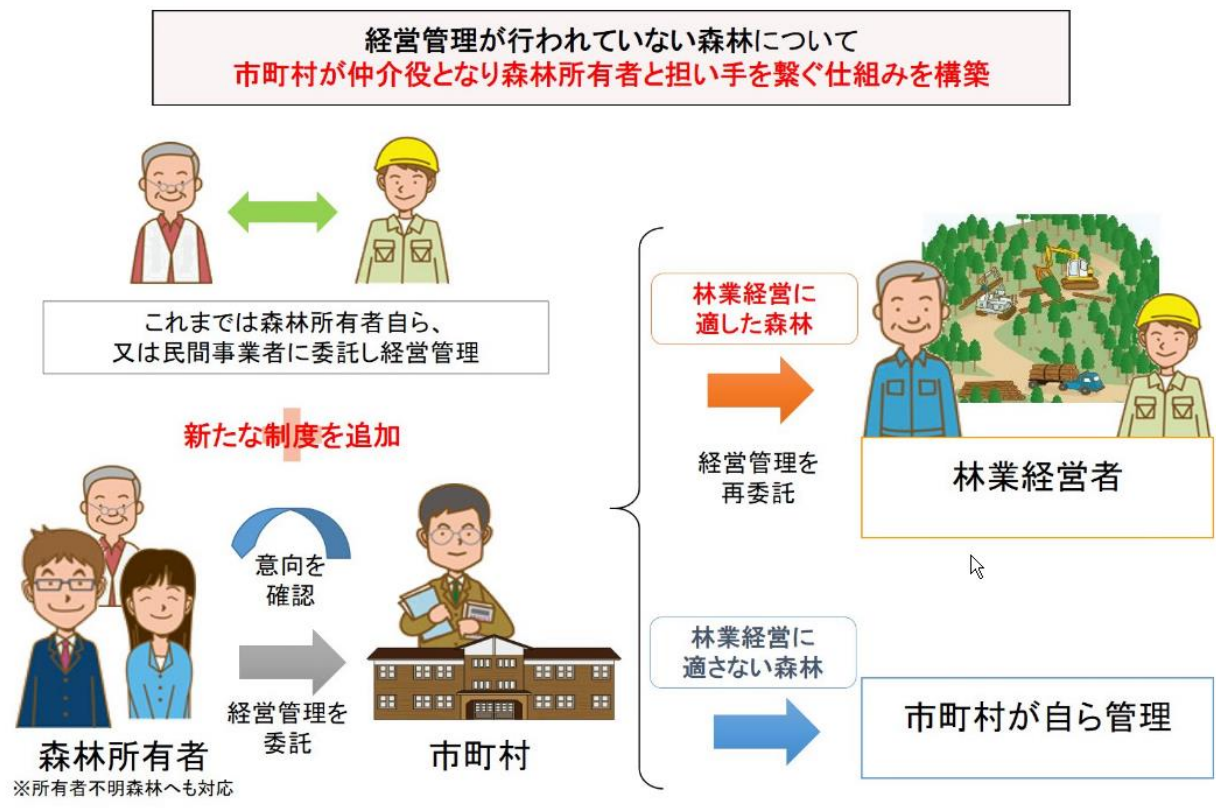 経営管理が行われていない森林について
市町村が仲介役となり森林所有者と担い手を繋ぐ仕組みを構築
これまでは森林所有者自ら、
又は民間事業者に委託し経営管理
新たな制度を追加
意向を
確認
経営管理を
委託
森林所有者
※所有者不明森林へも対応
市町村
林業経営に
適した森林
経営管理を
再委託
林業経営者
林業経営に
適さない森林
市町村が自ら管理